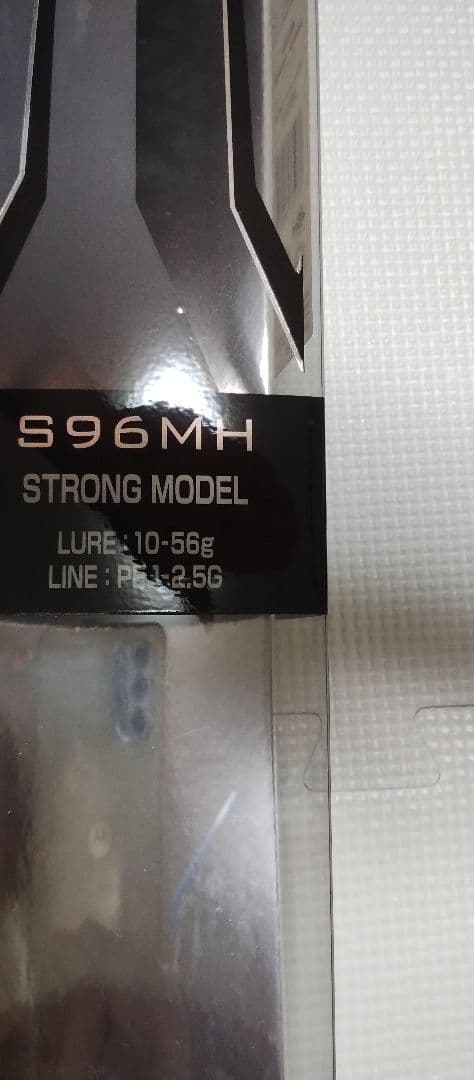 S96MH
STRONG MODEL
LURE : 10-56g
LINE : PE 1-2.5G